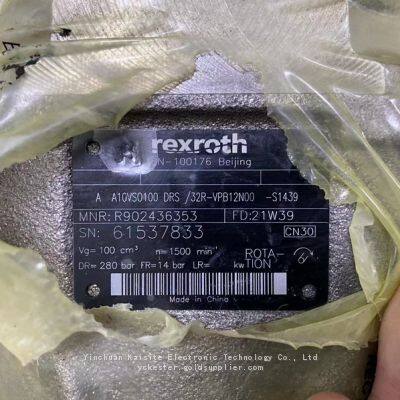 rexroth
CN-100176 Beijing
A A10VSO100 DRS /32R-VPB12N00 -S1439
MNR: R902436353 FD:21W39
SN: 61537833 CN30
Vg= 100 cm³ n= 1500 min⁻¹ ROTA-
DR= 280 bar FR= 14 bar LR= kw TION
Made in China
Yinchuan Kaisite Electronic Technology Co., Ltd
yckester.goldsupplier.com